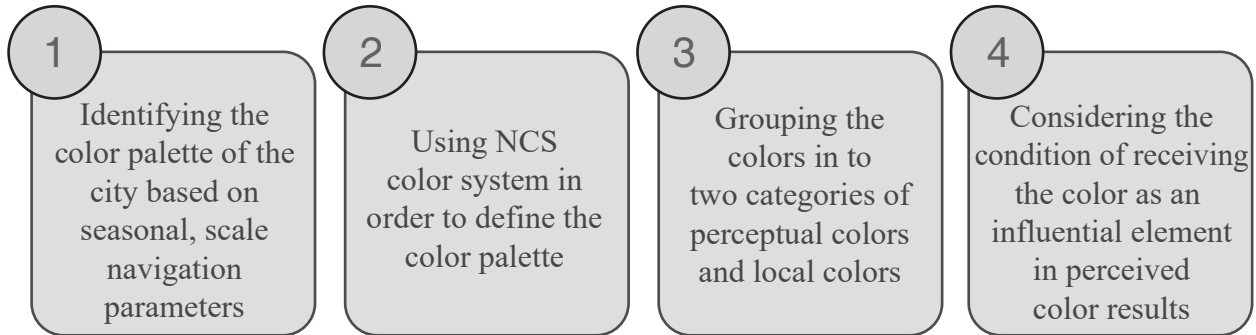 1
Identifying the
color palette of the
city based on
seasonal, scale
navigation
parameters
2
Using NCS
color system in
order to define the
color palette
3
Grouping the
colors in to
two categories of
perceptual colors
and local colors
4
Considering the
condition of receiving
the color as an
influential element
in perceived
color results